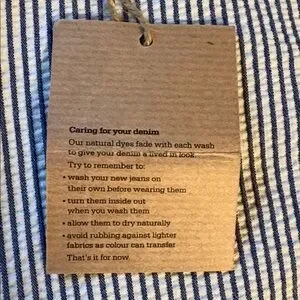 Caring for your denim
Our natural dyes fade with each wash
to give your denim a lived in look.
Try to remember to:
• wash your new jeans on
their own before wearing them
• turn them inside out
when you wash them
• allow them to dry naturally
• avoid rubbing against lighter
fabrics as colour can transfer
That's it for now.